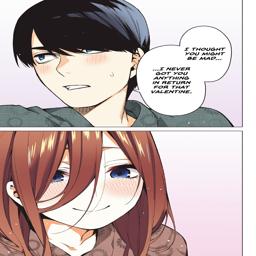 I THOUGHT
YOU MIGHT
BE MAD...
...I NEVER
GOT YOU
ANYTHING
IN RETURN
FOR THAT
VALENTINE.